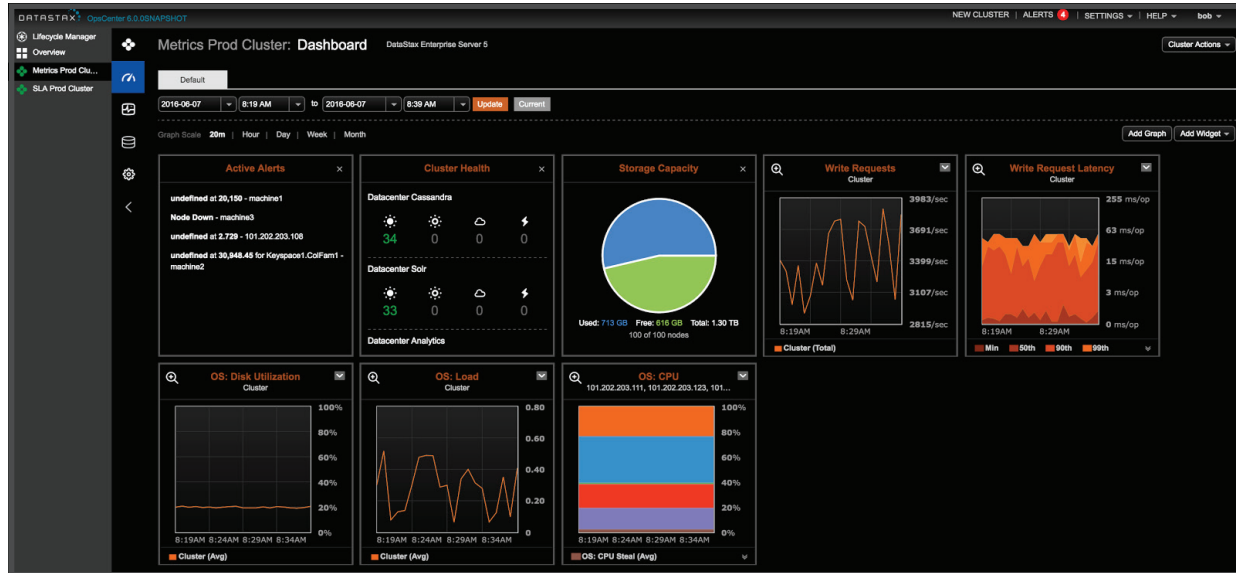 DATASTAX OpsCenter 6.0.0SNAPSHOT
NEW CLUSTER | ALERTS 4 | SETTINGS | HELP bob
Lifecycle Manager
Overview
Metrics Prod Clu...
SLA Prod Cluster
Metrics Prod Cluster: Dashboard DataStax Enterprise Server 5
Cluster Actions
Default
2016-06-07 8:19 AM to 2016-06-07 8:39 AM Update Current
Graph Scale 20m | Hour | Day | Week | Month
Add Graph Add Widget
Active Alerts
undefined at 20,150 - machine1
Node Down - machine3
undefined at 2.729 - 101.202.203.108
undefined at 30,948.45 for Keyspace1.ColFam1 -
machine2
Cluster Health
Datacenter Cassandra
34 0 0 0
Datacenter Solr
33 0 0 0
Datacenter Analytics
Storage Capacity
Used: 713 GB Free: 616 GB Total: 1.30 TB
100 of 100 nodes
Write Requests
Cluster
3983/sec
3691/sec
3399/sec
3107/sec
2815/sec
8:19AM 8:29AM
Cluster (Total)
Write Request Latency
Cluster
255 ms/op
63 ms/op
15 ms/op
3 ms/op
0 ms/op
8:19AM 8:29AM
Min 50th 90th 99th
OS: Disk Utilization
Cluster
100%
80%
60%
40%
20%
0%
8:19AM 8:24AM 8:29AM 8:34AM
Cluster (Avg)
OS: Load
Cluster
0.80
0.60
0.40
0.20
0
8:19AM 8:24AM 8:29AM 8:34AM
Cluster (Avg)
OS: CPU
101.202.203.111, 101.202.203.123, 101...
100%
80%
60%
40%
20%
0%
8:19AM 8:24AM 8:29AM 8:34AM
OS: CPU Steal (Avg)